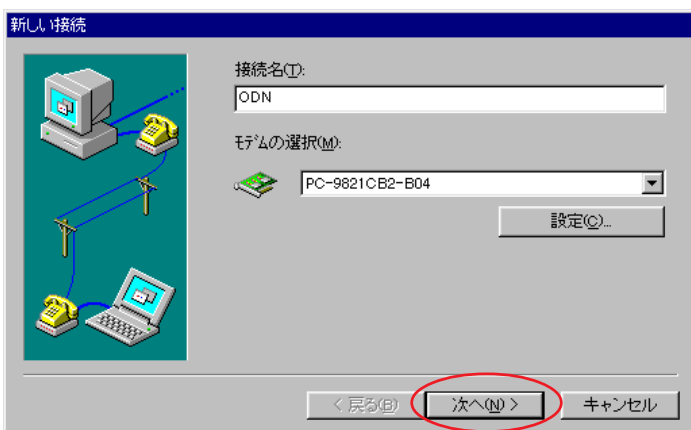 新しい接続
接続名(T):
ODN
モデムの選択(M):
PC-9821CB2-B04
設定(C)...
< 戻る(B)
次へ(N) >
キャンセル